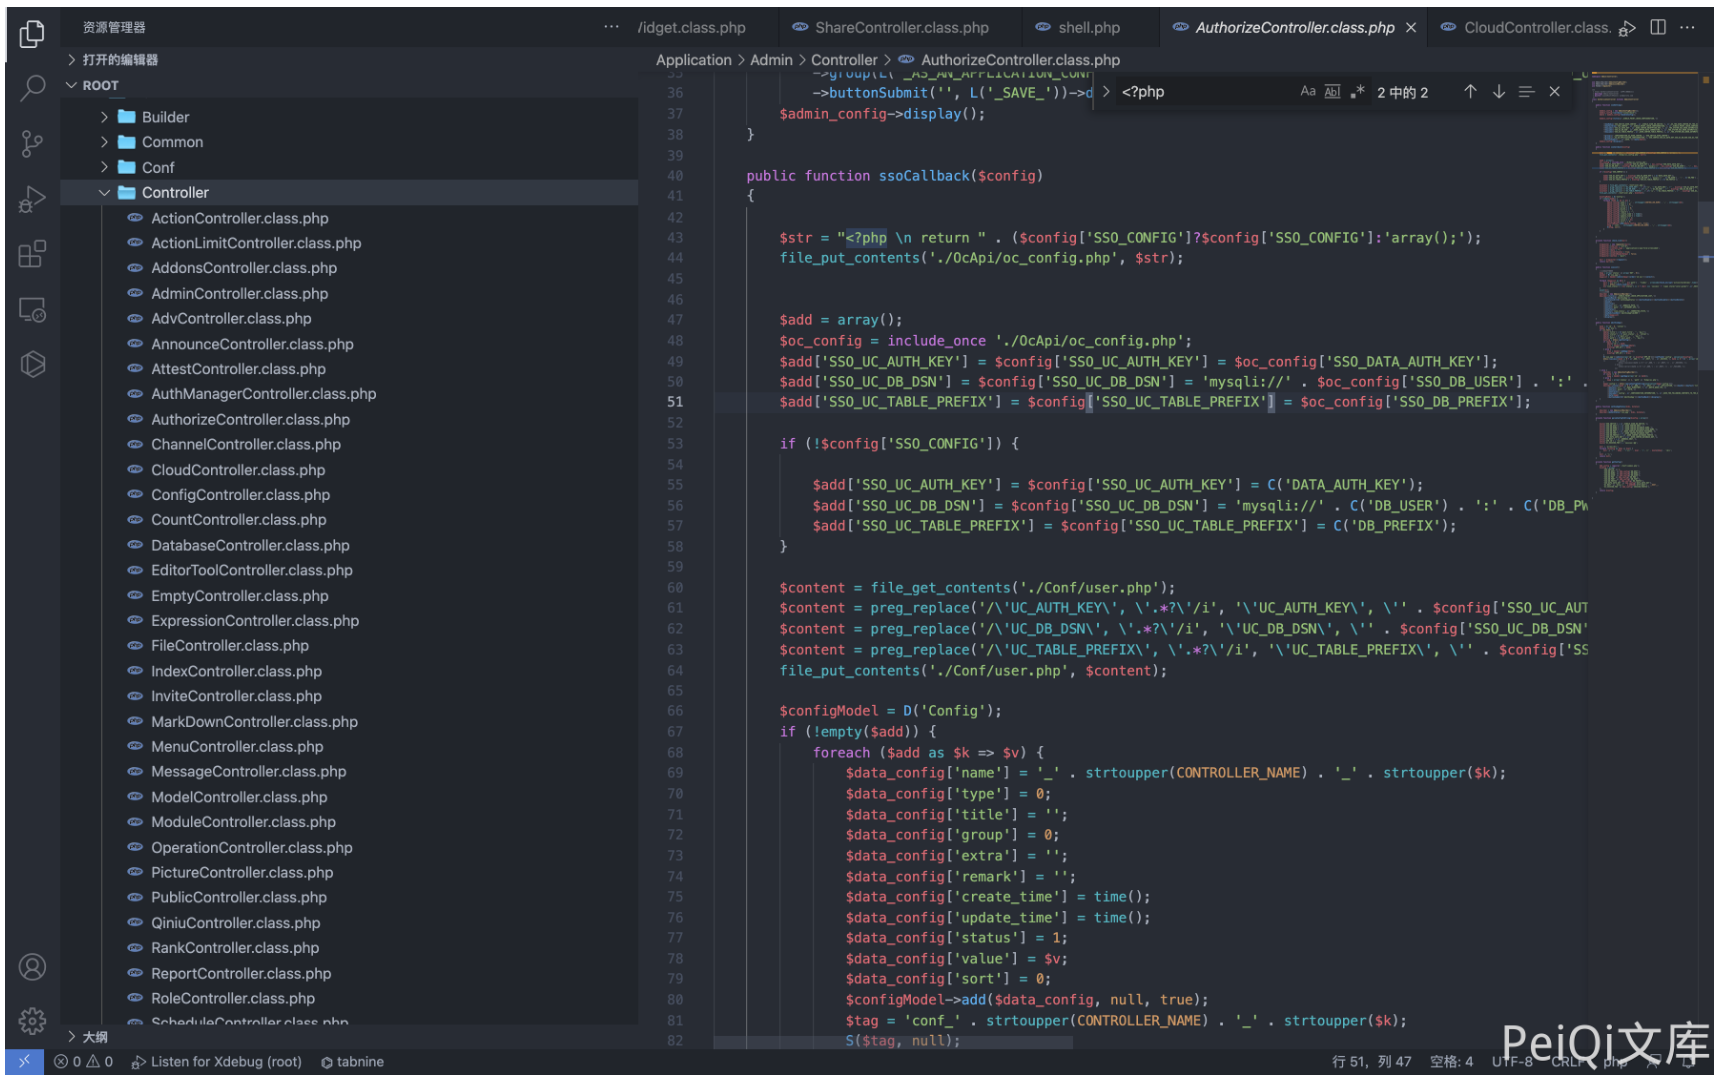 资源管理器
/idget.class.php
ShareController.class.php
shell.php
AuthorizeController.class.php
CloudController.class.
打开的编辑器
Application > Admin > Controller > AuthorizeController.class.php
ROOT
Builder
Common
Conf
Controller
ActionController.class.php
ActionLimitController.class.php
AddonsController.class.php
AdminController.class.php
AdvController.class.php
AnnounceController.class.php
AttestController.class.php
AuthManagerController.class.php
AuthorizeController.class.php
ChannelController.class.php
CloudController.class.php
ConfigController.class.php
CountController.class.php
DatabaseController.class.php
EditorToolController.class.php
EmptyController.class.php
ExpressionController.class.php
FileController.class.php
IndexController.class.php
InviteController.class.php
MarkDownController.class.php
MenuController.class.php
MessageController.class.php
ModelController.class.php
ModuleController.class.php
OperationController.class.php
PictureController.class.php
PublicController.class.php
QiniuController.class.php
RankController.class.php
ReportController.class.php
RoleController.class.php
ScheduleController.class.php
大纲
<?php
Aa Abl .* 2 中的 2
35 ->group(L('_AS_AN_APPLICATION_CONF
36 ->buttonSubmit('', L('_SAVE_'))->d
37 $admin_config->display();
38 }
39
40 public function ssoCallback($config)
41 {
42
43 $str = "<?php \n return " . ($config['SSO_CONFIG']?$config['SSO_CONFIG']:'array();');
44 file_put_contents('./OcApi/oc_config.php', $str);
45
46
47 $add = array();
48 $oc_config = include_once './OcApi/oc_config.php';
49 $add['SSO_UC_AUTH_KEY'] = $config['SSO_UC_AUTH_KEY'] = $oc_config['SSO_DATA_AUTH_KEY'];
50 $add['SSO_UC_DB_DSN'] = $config['SSO_UC_DB_DSN'] = 'mysqli://' . $oc_config['SSO_DB_USER'] . ':' .
51 $add['SSO_UC_TABLE_PREFIX'] = $config['SSO_UC_TABLE_PREFIX'] = $oc_config['SSO_DB_PREFIX'];
52
53 if (!$config['SSO_CONFIG']) {
54
55 $add['SSO_UC_AUTH_KEY'] = $config['SSO_UC_AUTH_KEY'] = C('DATA_AUTH_KEY');
56 $add['SSO_UC_DB_DSN'] = $config['SSO_UC_DB_DSN'] = 'mysqli://' . C('DB_USER') . ':' . C('DB_PW
57 $add['SSO_UC_TABLE_PREFIX'] = $config['SSO_UC_TABLE_PREFIX'] = C('DB_PREFIX');
58 }
59
60 $content = file_get_contents('./Conf/user.php');
61 $content = preg_replace('/\'UC_AUTH_KEY\', \'.*?\'/i', '\'UC_AUTH_KEY\', \'' . $config['SSO_UC_AUT
62 $content = preg_replace('/\'UC_DB_DSN\', \'.*?\'/i', '\'UC_DB_DSN\', \'' . $config['SSO_UC_DB_DSN'
63 $content = preg_replace('/\'UC_TABLE_PREFIX\', \'.*?\'/i', '\'UC_TABLE_PREFIX\', \'' . $config['SS
64 file_put_contents('./Conf/user.php', $content);
65
66 $configModel = D('Config');
67 if (!empty($add)) {
68 foreach ($add as $k => $v) {
69 $data_config['name'] = '_' . strtoupper(CONTROLLER_NAME) . '_' . strtoupper($k);
70 $data_config['type'] = 0;
71 $data_config['title'] = '';
72 $data_config['group'] = 0;
73 $data_config['extra'] = '';
74 $data_config['remark'] = '';
75 $data_config['create_time'] = time();
76 $data_config['update_time'] = time();
77 $data_config['status'] = 1;
78 $data_config['value'] = $v;
79 $data_config['sort'] = 0;
80 $configModel->add($data_config, null, true);
81 $tag = 'conf_' . strtoupper(CONTROLLER_NAME) . '_' . strtoupper($k);
82 S($tag, null);
0 0 Listen for Xdebug (root) tabnine
行 51，列 47 空格: 4 UTF-8 CRLF php
PeiQi文库